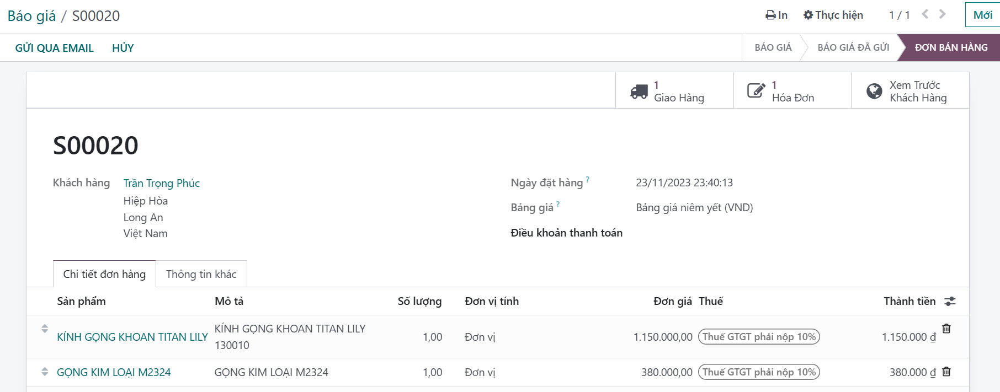 Báo giá / S00020
In
Thực hiện
1 / 1
Mới
GỬI QUA EMAIL
HỦY
BÁO GIÁ
BÁO GIÁ ĐÃ GỬI
ĐƠN BÁN HÀNG
1
Giao Hàng
1
Hóa Đơn
Xem Trước
Khách Hàng
S00020
Khách hàng
Trần Trọng Phúc
Hiệp Hòa
Long An
Việt Nam
Ngày đặt hàng ?
23/11/2023 23:40:13
Bảng giá ?
Bảng giá niêm yết (VND)
Điều khoản thanh toán
Chi tiết đơn hàng
Thông tin khác
Sản phẩm Mô tả Số lượng Đơn vị tính Đơn giá Thuế Thành tiền
KÍNH GỌNG KHOAN TITAN LILY
KÍNH GỌNG KHOAN TITAN LILY
130010
1,00 Đơn vị 1.150.000,00 Thuế GTGT phải nộp 10% 1.150.000 ₫
GỌNG KIM LOẠI M2324 GỌNG KIM LOẠI M2324 1,00 Đơn vị 380.000,00 Thuế GTGT phải nộp 10% 380.000 ₫